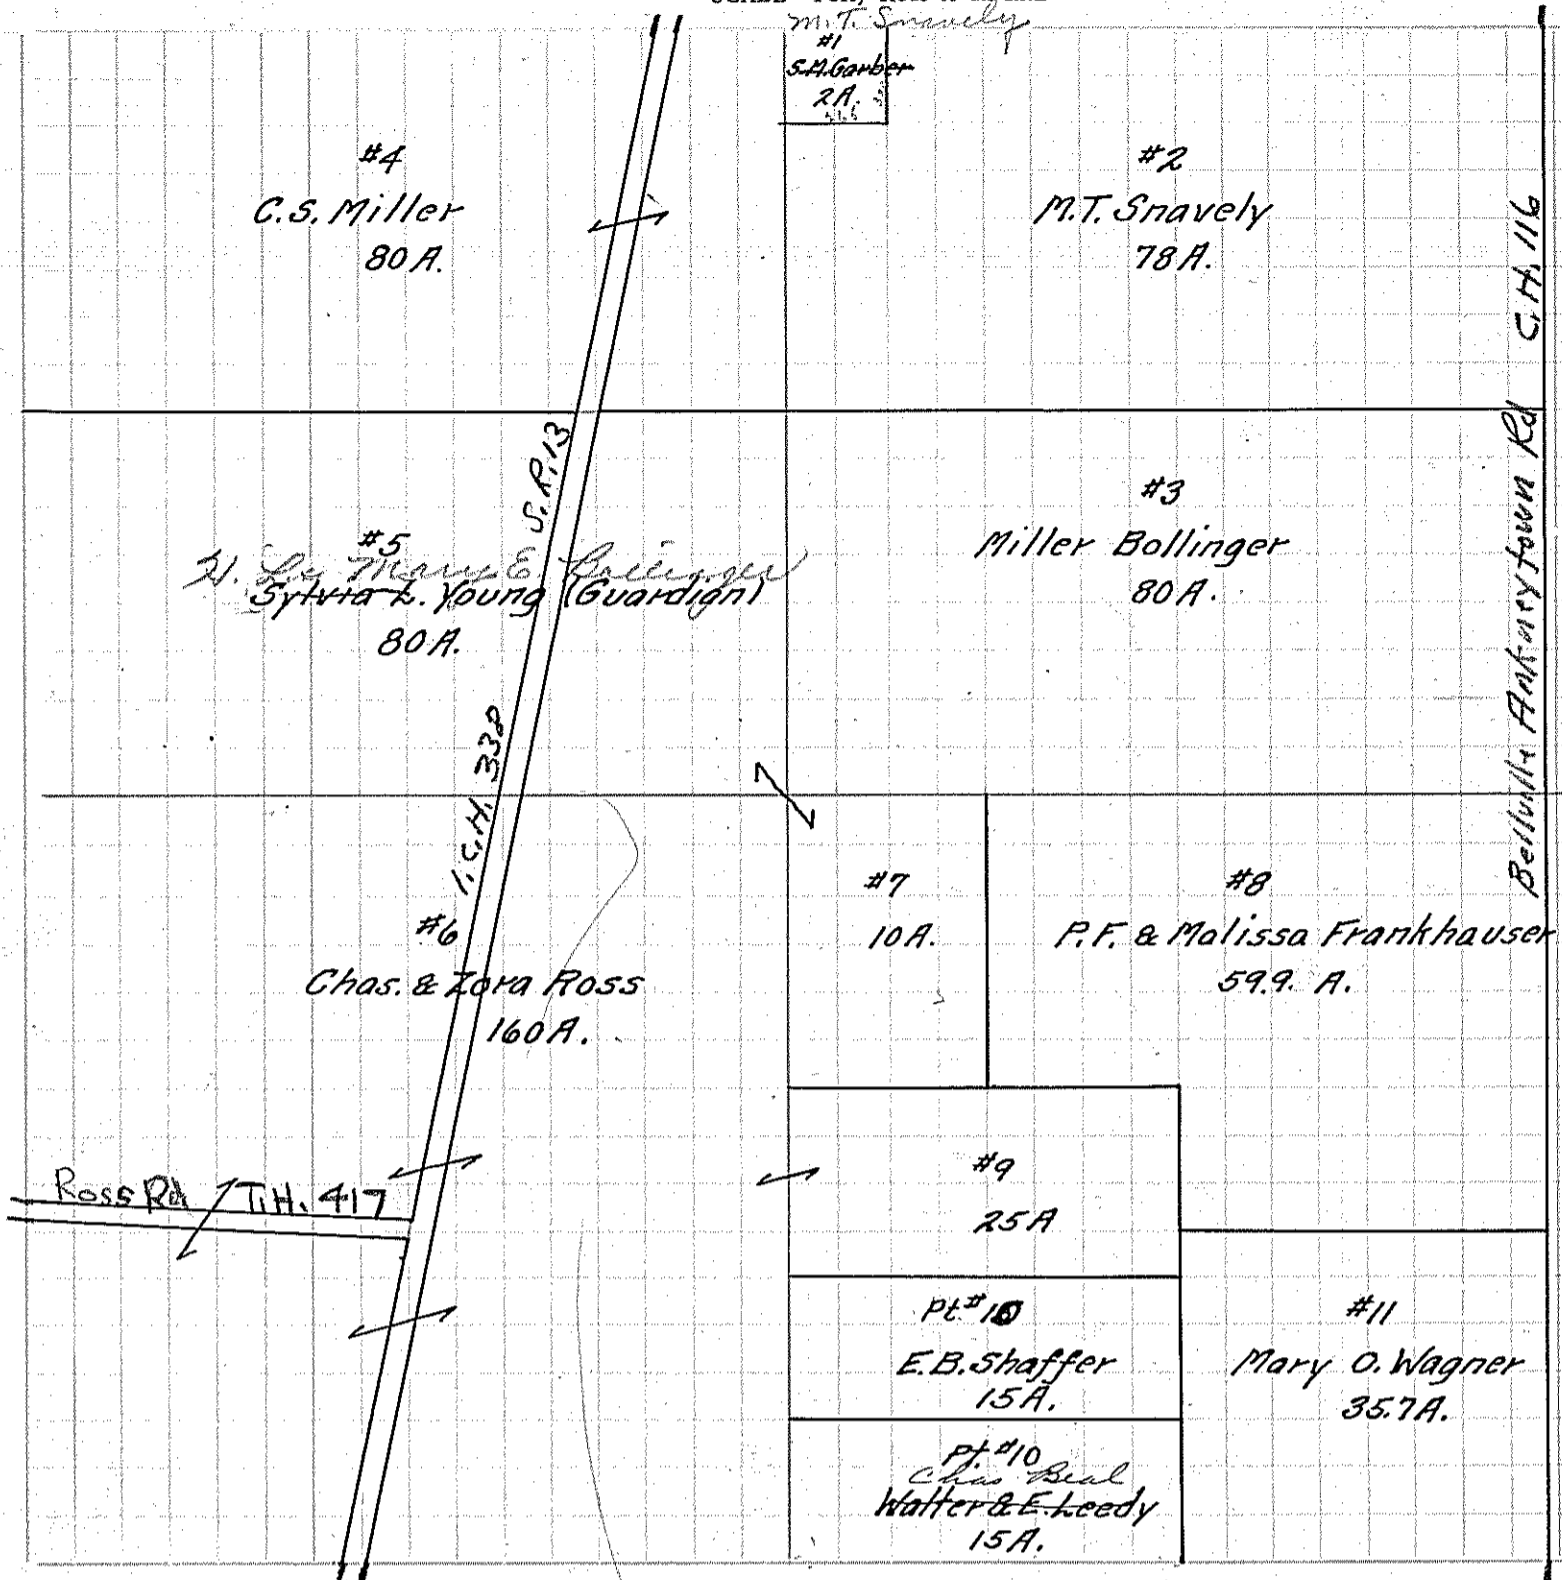 M.T. Snavely
#1
S.A. Garber
2A.
#4
C.S. Miller
80A.
#2
M.T. Snavely
78A.
C.H. 116
Bellville Ankneytown Rd
S.R. 13
#5
Mary E.
Sylvia L. Young (Guardian)
80A.
#3
Miller Bollinger
80A.
I.C.H. 338
#6
Chas. & Zora Ross
160A.
#7
10A.
#8
P.F. & Malissa Frankhauser
59.9. A.
Ross Rd T.H. 417
#9
25A
Pt #10
E.B. Shaffer
15A.
#11
Mary O. Wagner
35.7A.
Pt. #10
Chas Beal
Walter & E. Leedy
15A.